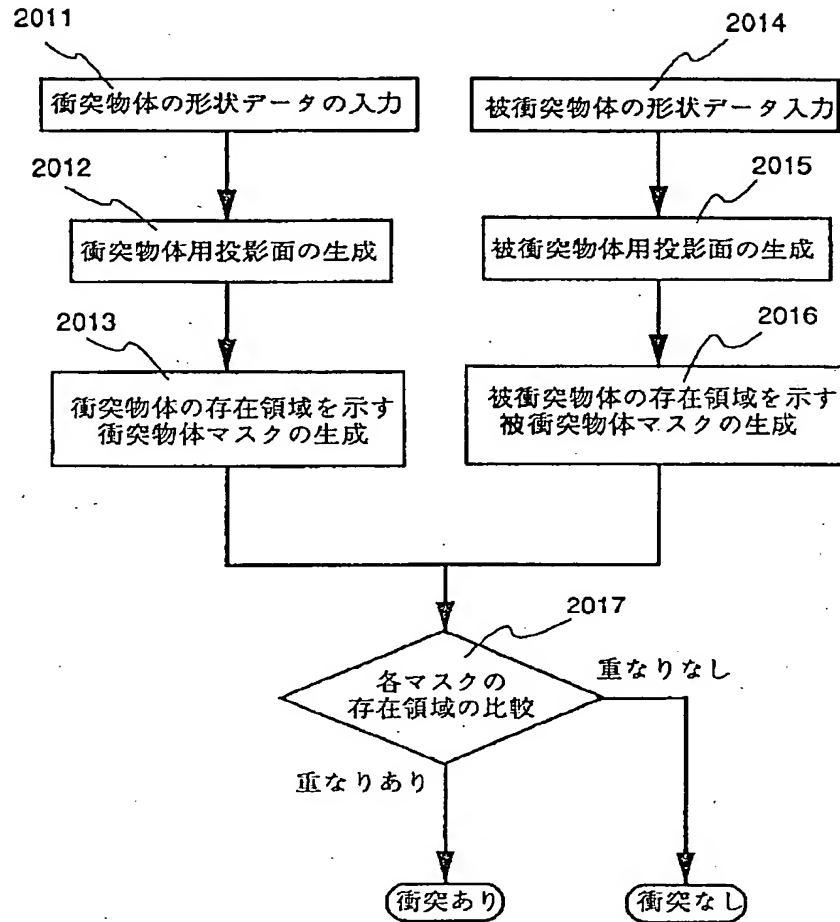 2011
衝突物体の形状データの入力
2014
被衝突物体の形状データ入力
2012
衝突物体用投影面の生成
2015
被衝突物体用投影面の生成
2013
衝突物体の存在領域を示す
衝突物体マスクの生成
2016
被衝突物体の存在領域を示す
被衝突物体マスクの生成
2017
各マスクの
存在領域の比較
重なりなし
重なりあり
衝突あり
衝突なし